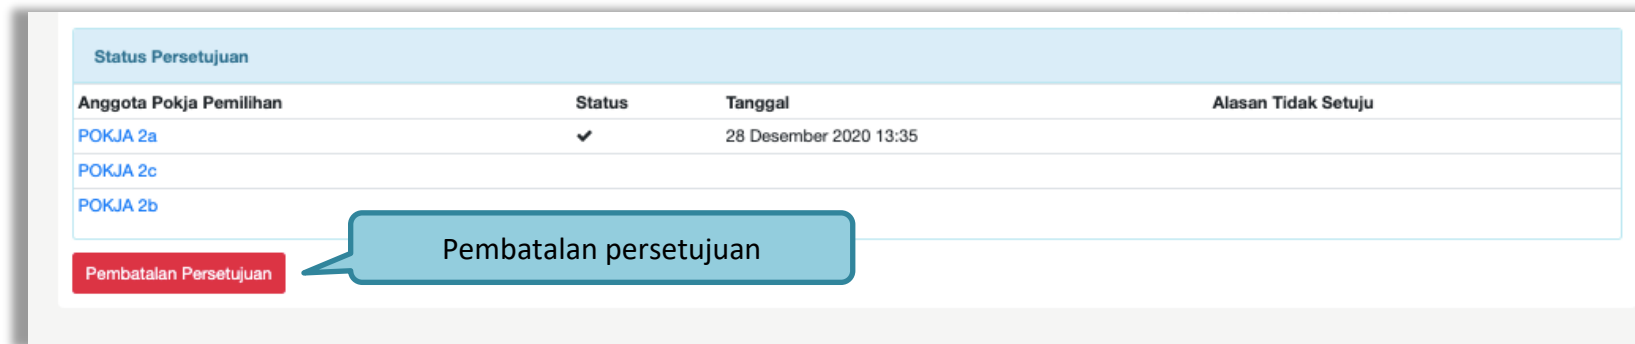 Status Persetujuan
Anggota Pokja Pemilihan Status Tanggal Alasan Tidak Setuju
POKJA 2a ✔ 28 Desember 2020 13:35
POKJA 2c
POKJA 2b
Pembatalan persetujuan
Pembatalan Persetujuan